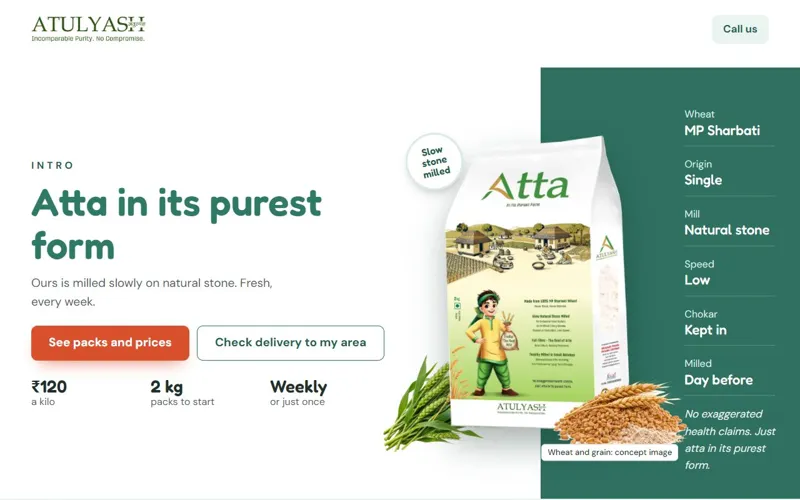 ATULYASH
Incomparable Purity. No Compromise.
Call us
INTRO
Atta in its purest
form
Ours is milled slowly on natural stone. Fresh,
every week.
See packs and prices
Check delivery to my area
₹120
a kilo
2 kg
packs to start
Weekly
or just once
Slow
stone
milled
Atta
In Its Purest Form
ATULYASH
Wheat and grain: concept image
Wheat
MP Sharbati
Origin
Single
Mill
Natural stone
Speed
Low
Chokar
Kept in
Milled
Day before
No exaggerated
health claims. Just
atta in its purest
form.